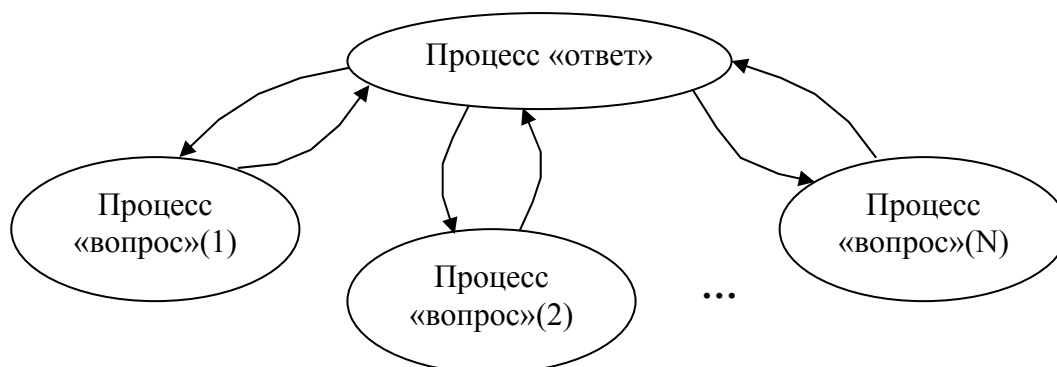 Процесс «ответ»
Процесс
«вопрос»(1)
Процесс
«вопрос»(2)
...
Процесс
«вопрос»(N)